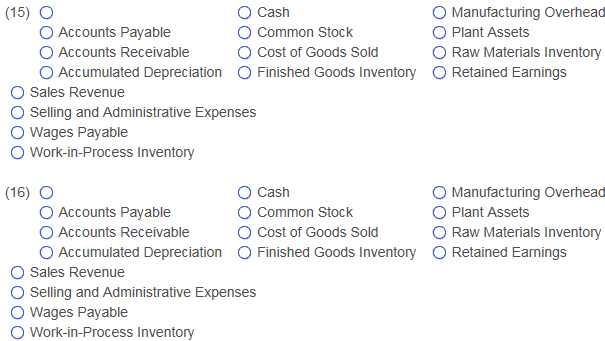 (15) Cash Manufacturing Overhead
Accounts Payable Common Stock Plant Assets
Accounts Receivable Cost of Goods Sold Raw Materials Inventory
Accumulated Depreciation Finished Goods Inventory Retained Earnings
Sales Revenue
Selling and Administrative Expenses
Wages Payable
Work-in-Process Inventory
(16) Cash Manufacturing Overhead
Accounts Payable Common Stock Plant Assets
Accounts Receivable Cost of Goods Sold Raw Materials Inventory
Accumulated Depreciation Finished Goods Inventory Retained Earnings
Sales Revenue
Selling and Administrative Expenses
Wages Payable
Work-in-Process Inventory